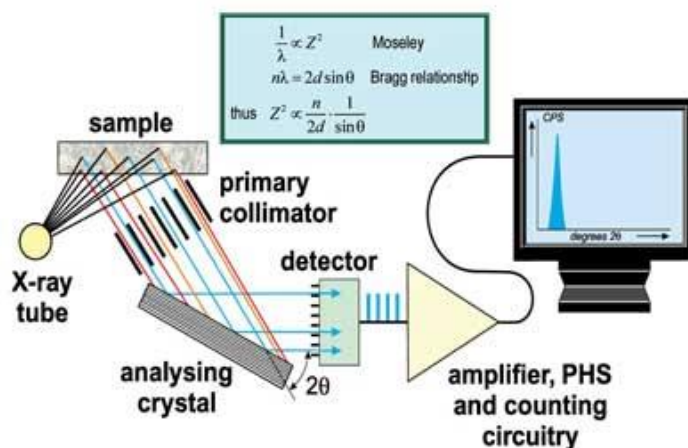 1/λ ∝ Z² Moseley
nλ = 2d sinθ Bragg relationshp
thus Z² ∝ n/2d · 1/sinθ
sample
primary
collimator
X-ray
tube
detector
analysing
crystal
2θ
amplifier, PHS
and counting
circuitry
CPS
degrees 2θ